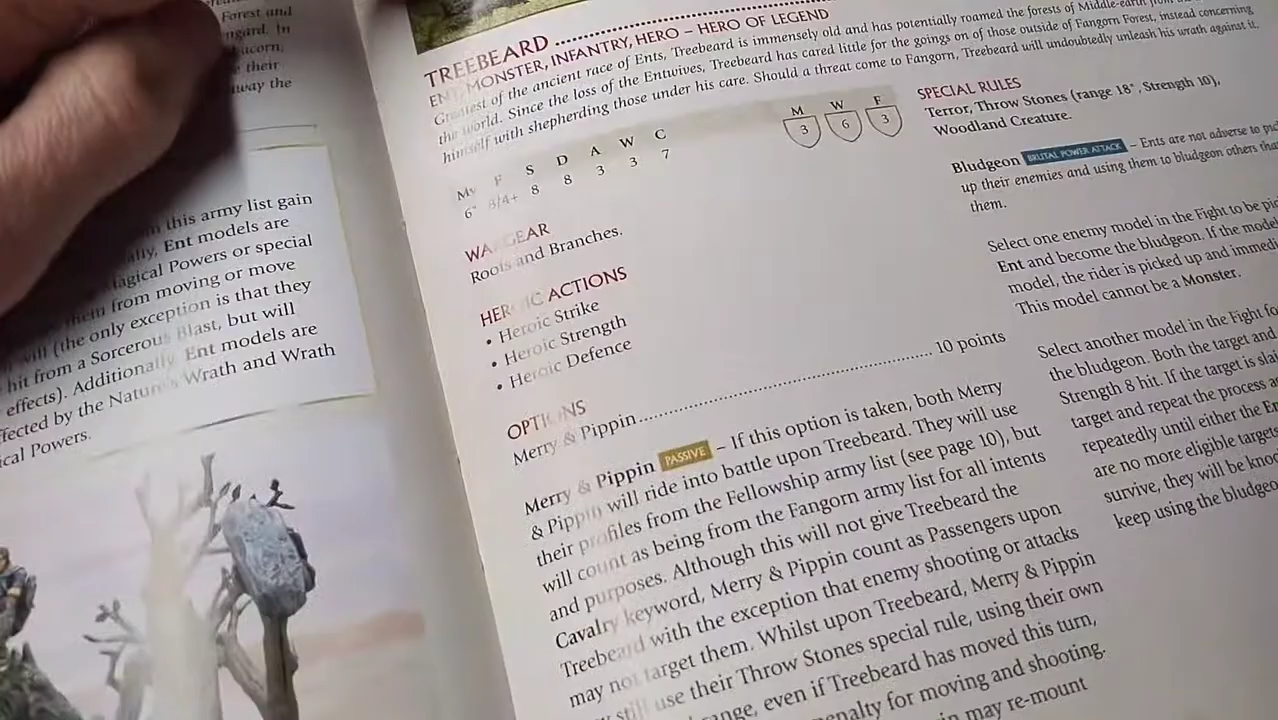 Forest and
In
acorn,
their
away the
this army list gain
Ent models are
Magical Powers or special
them from moving or move
will (the only exception is that they
hit from a Sorcerous Blast, but will
effects). Additionally, Ent models are
affected by the Nature's Wrath and Wrath
Powers.
TREEBEARD
ENT, MONSTER, INFANTRY, HERO – HERO OF LEGEND
Greatest of the ancient race of Ents, Treebeard is immensely old and has potentially roamed the forests of Middle-earth
the world. Since the loss of the Entwives, Treebeard has cared little for the goings on of those outside of Fangorn Forest, instead concerning
himself with shepherding those under his care. Should a threat come to Fangorn, Treebeard will undoubtedly unleash his wrath against it.
Mv F S D A W C
6" 8/4+ 8 8 3 3 7
M W F
3 6 3
WARGEAR
Roots and Branches.
HEROIC ACTIONS
• Heroic Strike
• Heroic Strength
• Heroic Defence
OPTIONS
Merry & Pippin.......... 10 points
Merry & Pippin PASSIVE – If this option is taken, both Merry
& Pippin will ride into battle upon Treebeard. They will use
their profiles from the Fellowship army list (see page 10), but
will count as being from the Fangorn army list for all intents
and purposes. Although this will not give Treebeard the
Cavalry keyword, Merry & Pippin count as Passengers upon
Treebeard with the exception that enemy shooting or attacks
may not target them. Whilst upon Treebeard, Merry & Pippin
still use their Throw Stones special rule, using their own
range, even if Treebeard has moved this turn,
penalty for moving and shooting.
may re-mount
SPECIAL RULES
Terror, Throw Stones (range 18", Strength 10),
Woodland Creature.
Bludgeon BRUTAL POWER ATTACK – Ents are not adverse to
up their enemies and using them to bludgeon others
them.
Select one enemy model in the Fight to be
Ent and become the bludgeon. If the
model, the rider is picked up and
This model cannot be a Monster.
Select another model in the Fight
the bludgeon. Both the target and
Strength 8 hit. If the target is
target and repeat the process
repeatedly until either the
are no more eligible targets
survive, they will be
keep using the